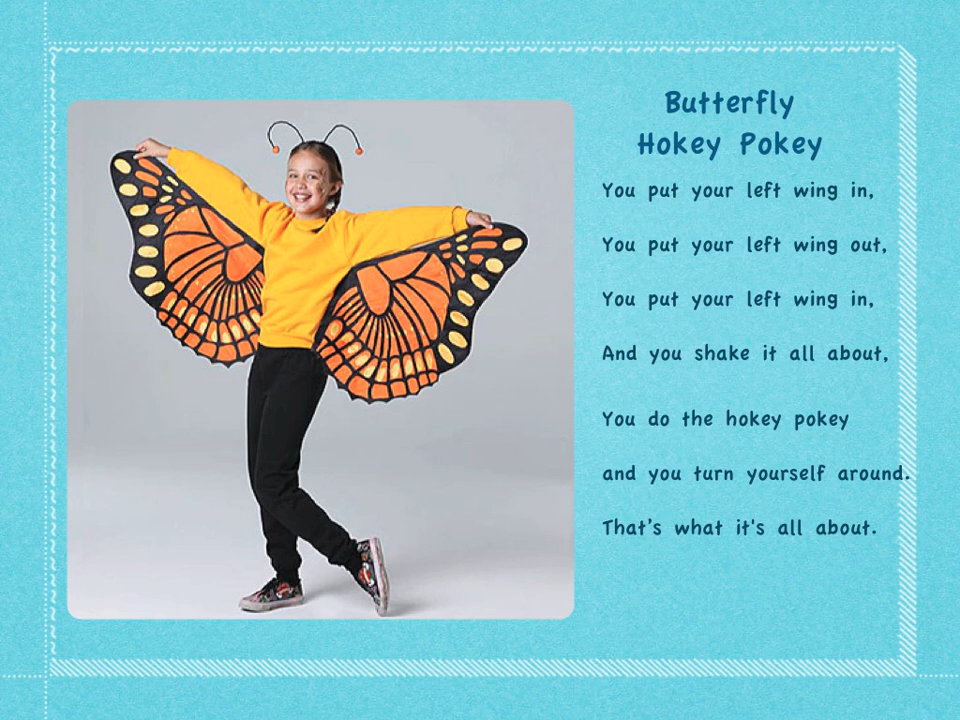 Butterfly
Hokey Pokey
You put your left wing in,
You put your left wing out,
You put your left wing in,
And you shake it all about,
You do the hokey pokey
and you turn yourself around.
That's what it's all about.